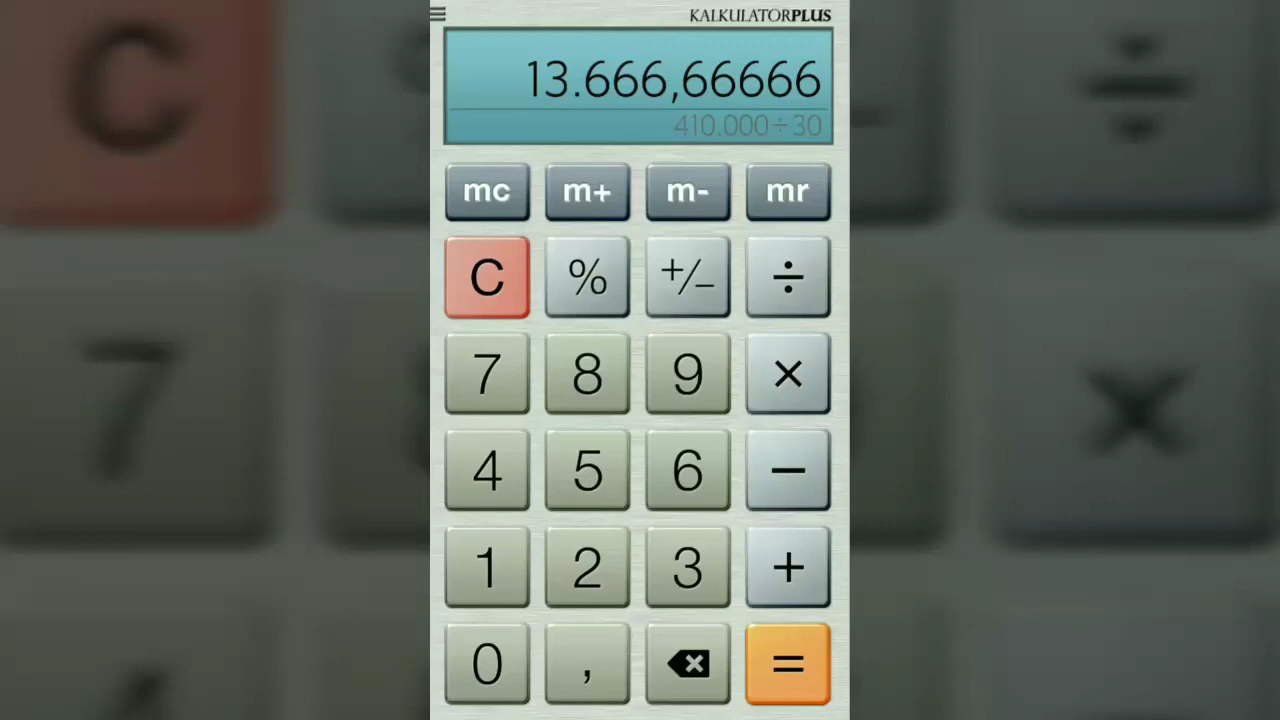 KALKULATORPLUS
13.666,66666
410.000÷30
mc m+ m- mr
C % +/− ÷
7 8 9 ×
4 5 6 −
1 2 3 +
0 , =